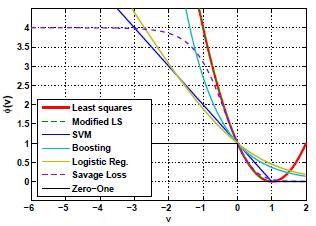 4
3.5
3
2.5
2
1.5
1
0.5
0
ϕ(v)
Least squares
Modified LS
SVM
Boosting
Logistic Reg.
Savage Loss
Zero−One
−6 −5 −4 −3 −2 −1 0 1 2
v